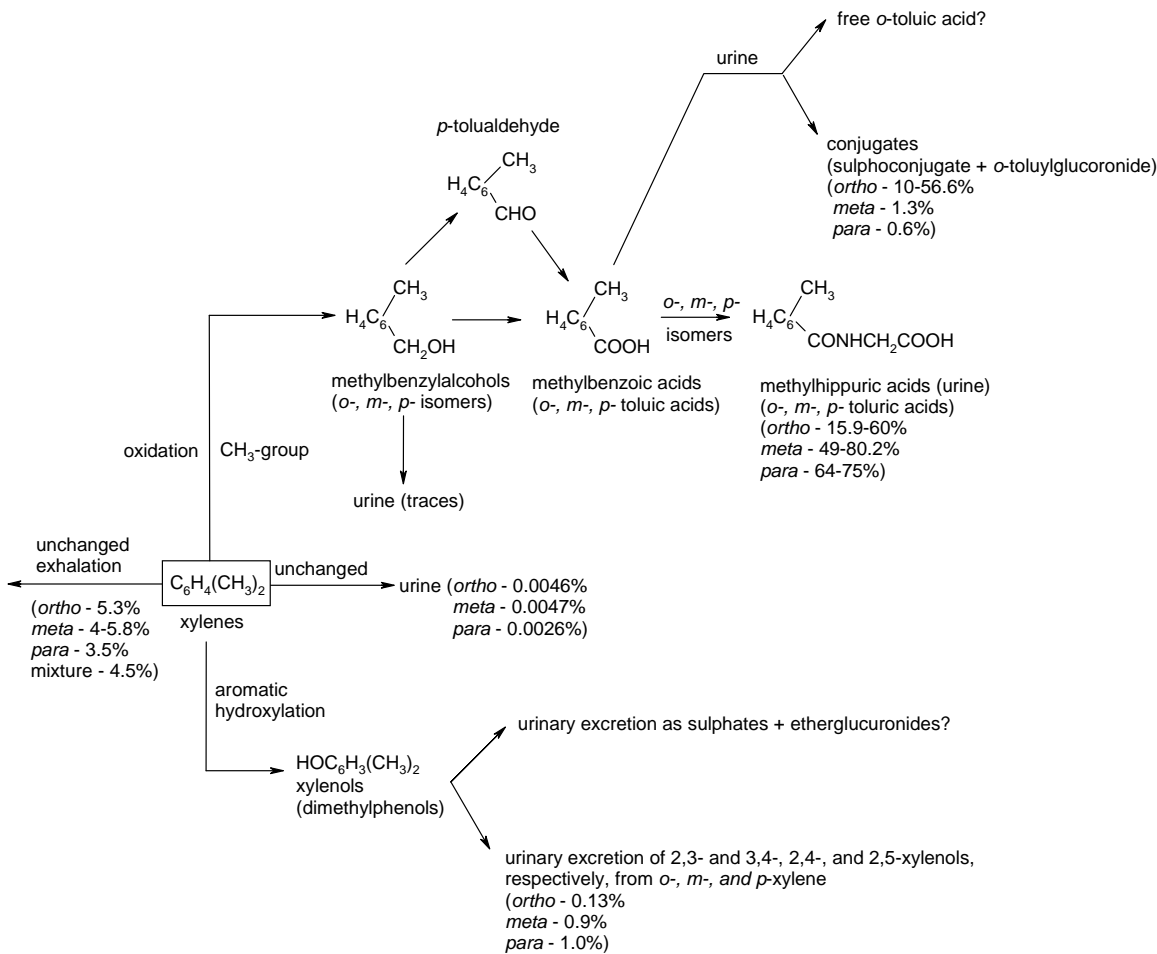 free o-toluic acid?
urine
conjugates
(sulphoconjugate + o-toluylglucoronide)
(ortho - 10-56.6%
meta - 1.3%
para - 0.6%)
p-tolualdehyde
CH₃
H₄C₆
CHO
CH₃
H₄C₆
CH₂OH
methylbenzylalcohols
(o-, m-, p- isomers)
CH₃
H₄C₆
COOH
methylbenzoic acids
(o-, m-, p- toluic acids)
o-, m-, p-
isomers
CH₃
H₄C₆
CONHCH₂COOH
methylhippuric acids (urine)
(o-, m-, p- toluric acids)
(ortho - 15.9-60%
meta - 49-80.2%
para - 64-75%)
oxidation
CH₃-group
urine (traces)
unchanged
exhalation
C₆H₄(CH₃)₂
xylenes
unchanged
urine (ortho - 0.0046%
meta - 0.0047%
para - 0.0026%)
(ortho - 5.3%
meta - 4-5.8%
para - 3.5%
mixture - 4.5%)
aromatic
hydroxylation
HOC₆H₃(CH₃)₂
xylenols
(dimethylphenols)
urinary excretion as sulphates + etherglucuronides?
urinary excretion of 2,3- and 3,4-, 2,4-, and 2,5-xylenols,
respectively, from o-, m-, and p-xylene
(ortho - 0.13%
meta - 0.9%
para - 1.0%)